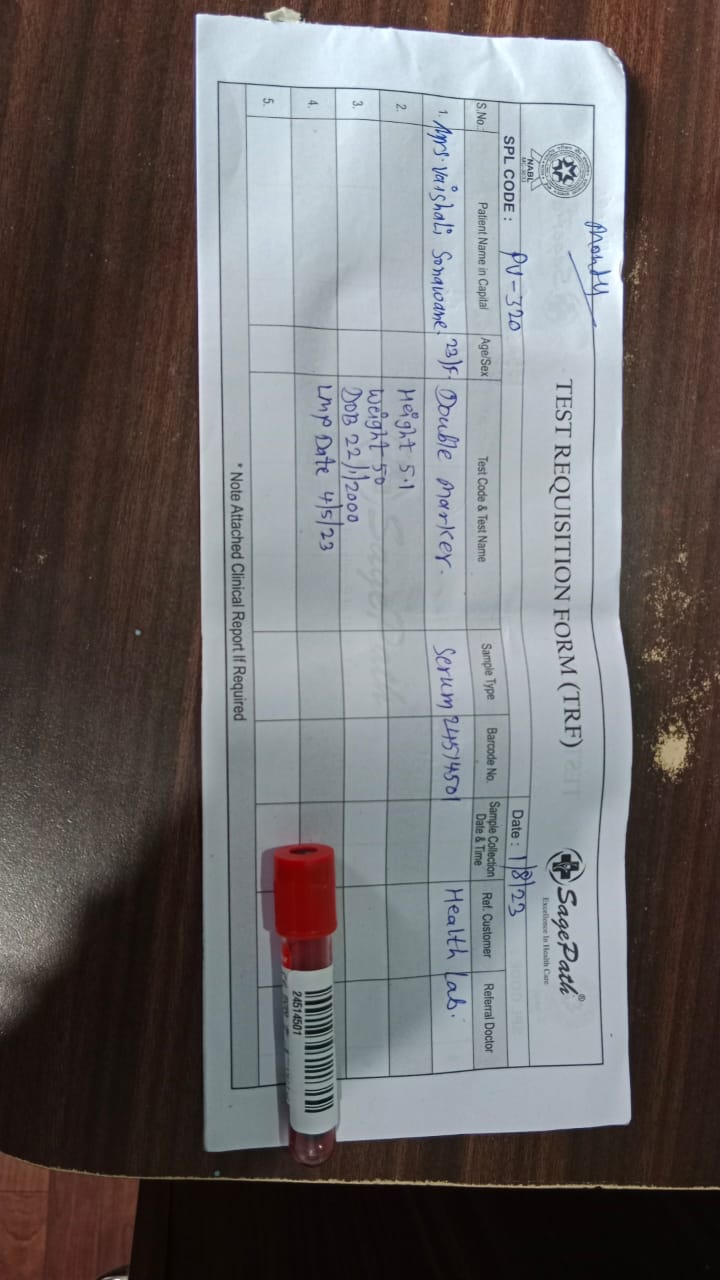 Mondy
NABL
TEST REQUISITION FORM (TRF)
SagePath®
Excellence In Health Care
SPL CODE : PV-320
Date : 1/8/23
S.No. Patient Name in Capital Age/Sex Test Code & Test Name Sample Type Barcode No. Sample Collection Date & Time Ref. Customer Referral Doctor
1. Mrs. Vaishali Sonawane. 23/F. Double Marker. Serum 24514501 Health Lab.
2. Height 5.1
Weight 50
3. DOB 22/1/2000
4. LMP Date 4/5/23
5.
* Note Attached Clinical Report If Required
24514501